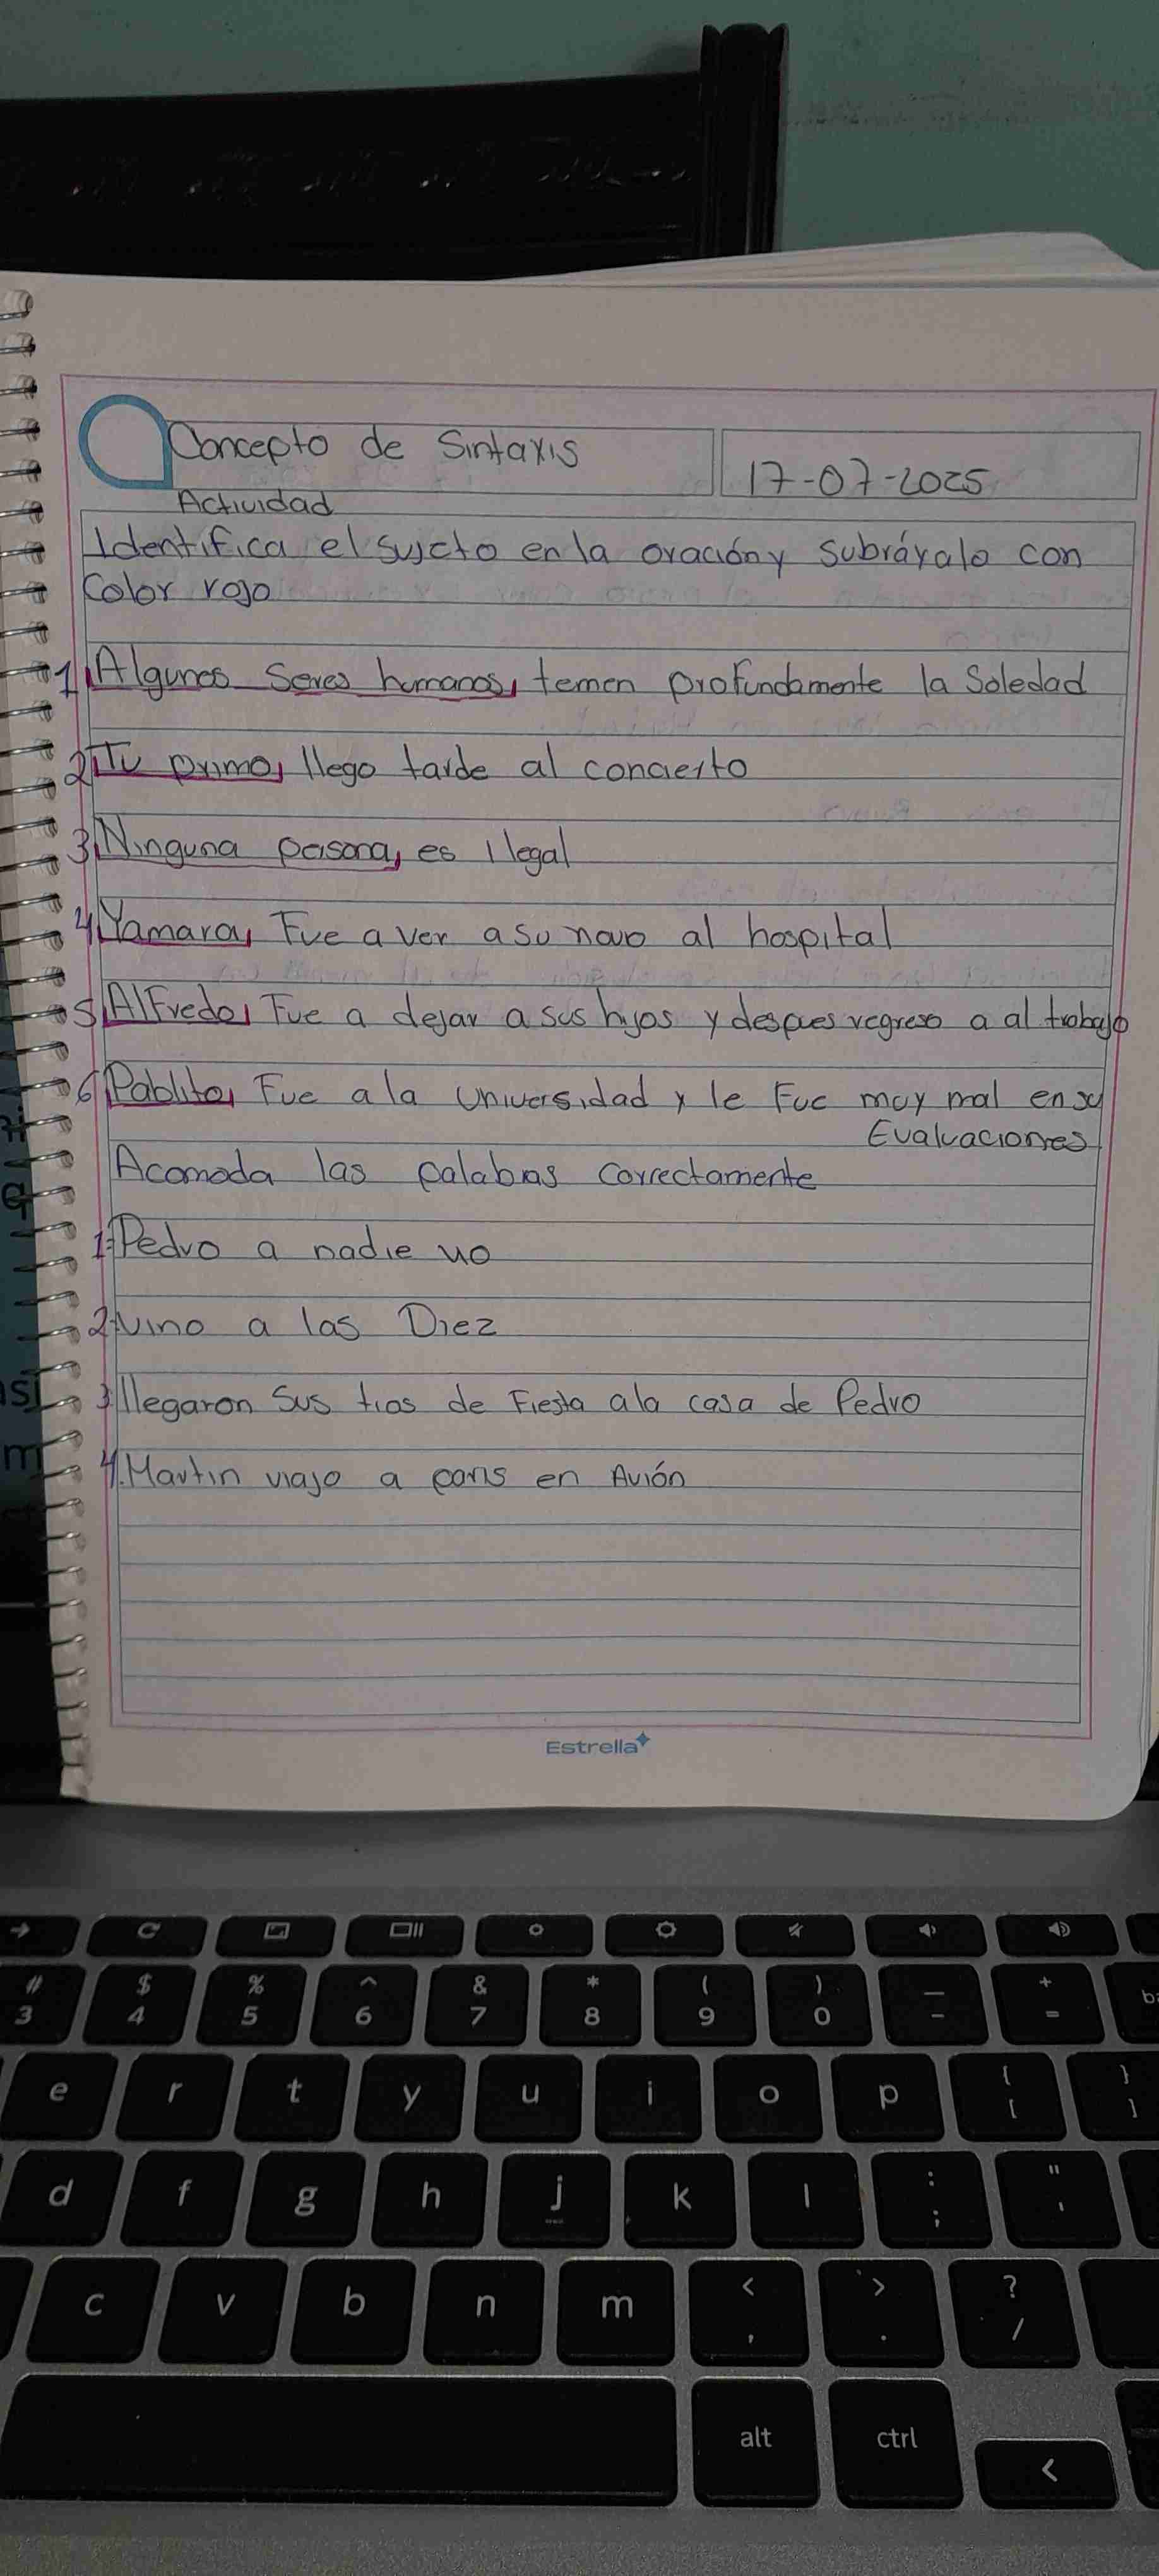 Concepto de Sintaxis
17-07-2025
Actividad
Identifica el sujeto en la oración y Subráyalo con
Color rojo
1 Algunos Seres humanos, temen profundamente la Soledad
2 Tu primo, llego tarde al concierto
3 Ninguna persona, es Ilegal
4 Yamara, Fue a ver a su novio al hospital
5 Alfredo, Fue a dejar a sus hijos y despues regreso a al trabajo
6 Pablito, Fue a la Universidad y le Fue muy mal en su
Evaluaciones
Acomoda las palabras Correctamente
1. Pedro a nadie vio
2. Vino a las Diez
3. llegaron Sus tios de Fiesta a la casa de Pedro
4. Martin viajo a paris en Avión
Estrella
→
# 3 $ 4 % 5 ^ 6 & 7 * 8 ( 9 ) 0 _ - + =
e r t y u i o p { [ } ]
d f g h j k l : ; " '
c v b n m < , > . ? /
alt ctrl <